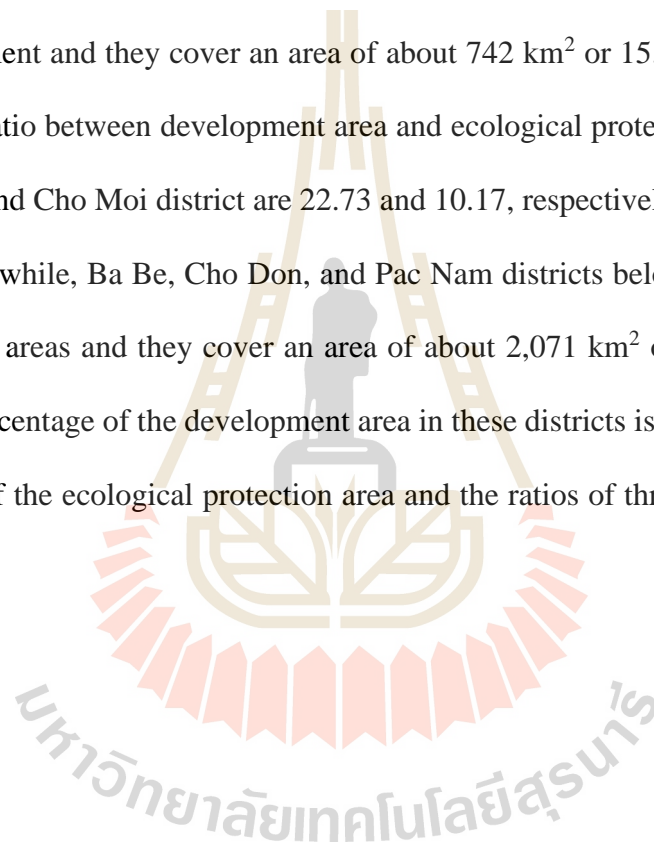 nent and they cover an area of about 742 km² or 15.
atio between development area and ecological prote
nd Cho Moi district are 22.73 and 10.17, respectivel
while, Ba Be, Cho Don, and Pac Nam districts belo
areas and they cover an area of about 2,071 km² o
centage of the development area in these districts is
f the ecological protection area and the ratios of thr
มหาวิทยาลัยเทคโนโลยีสุรนารี